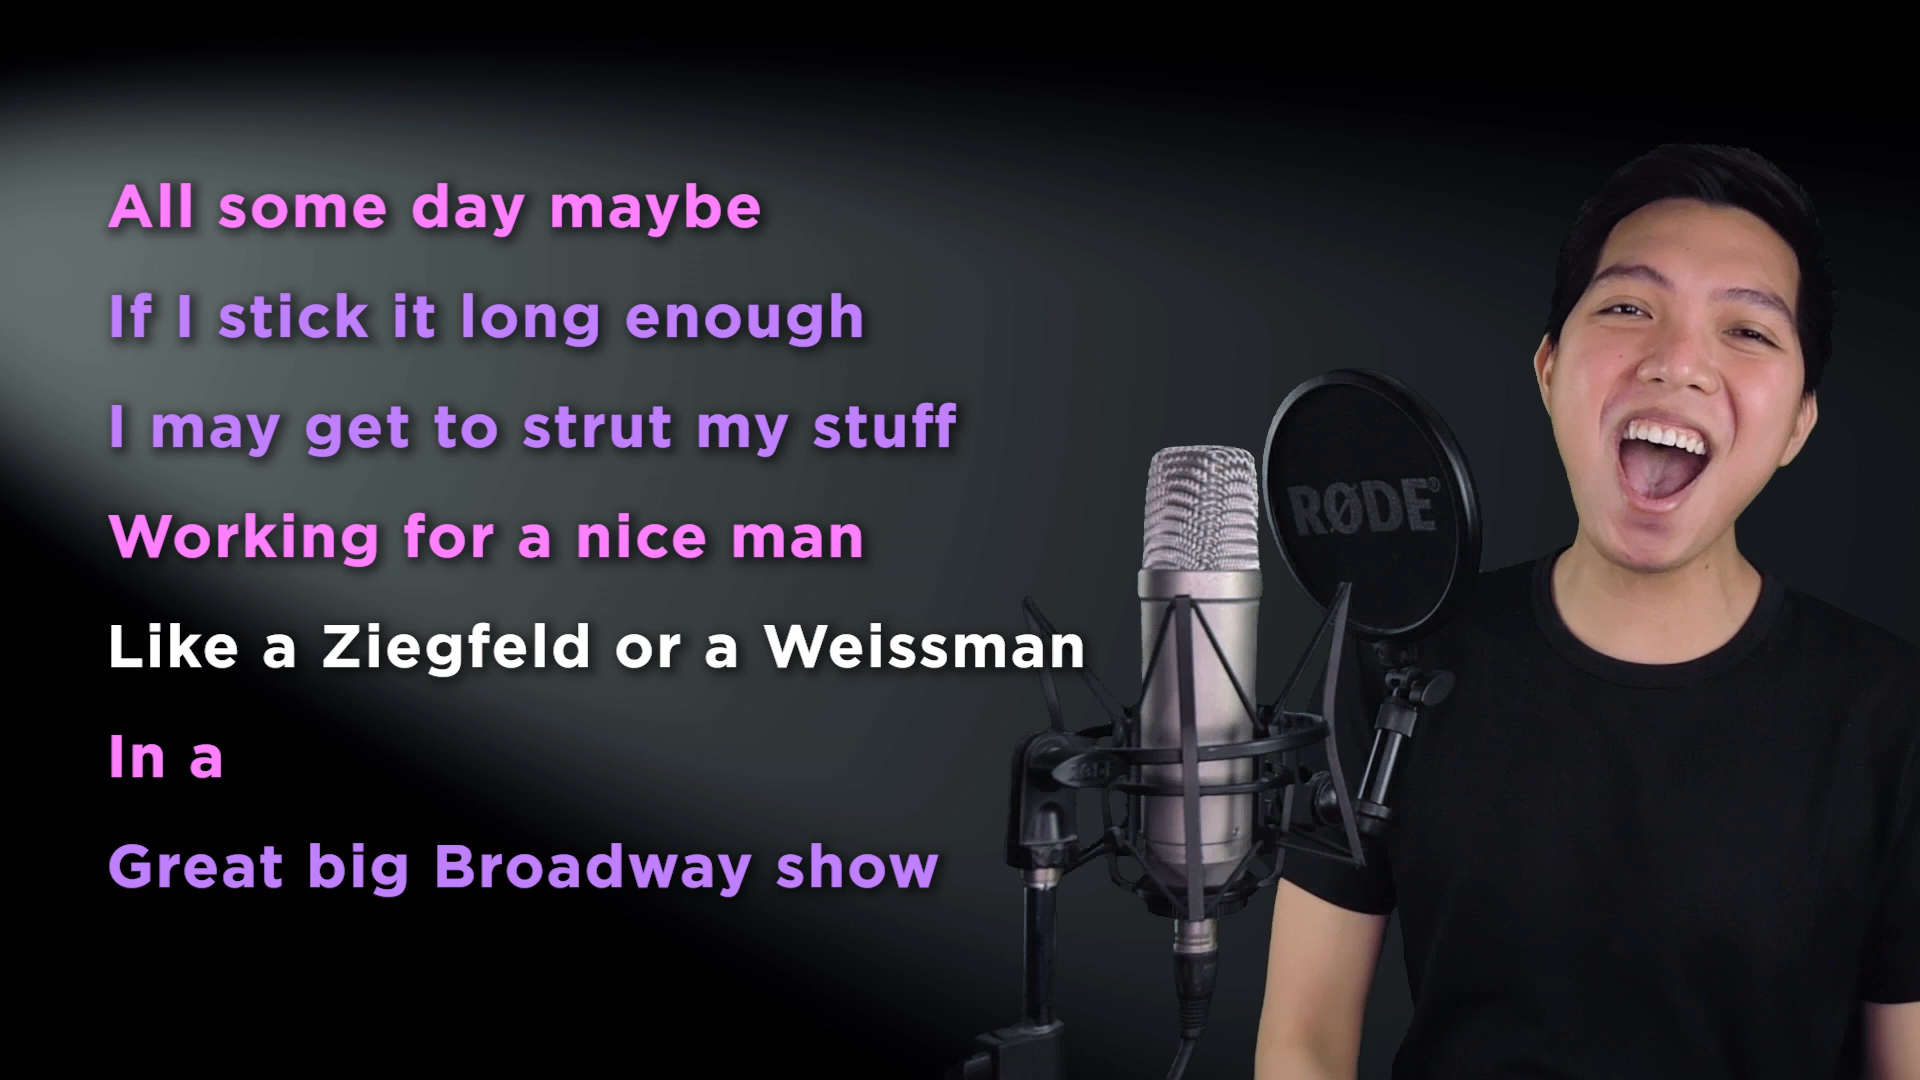 All some day maybe
If I stick it long enough
I may get to strut my stuff
Working for a nice man
Like a Ziegfeld or a Weissman
In a
Great big Broadway show
RØDE®